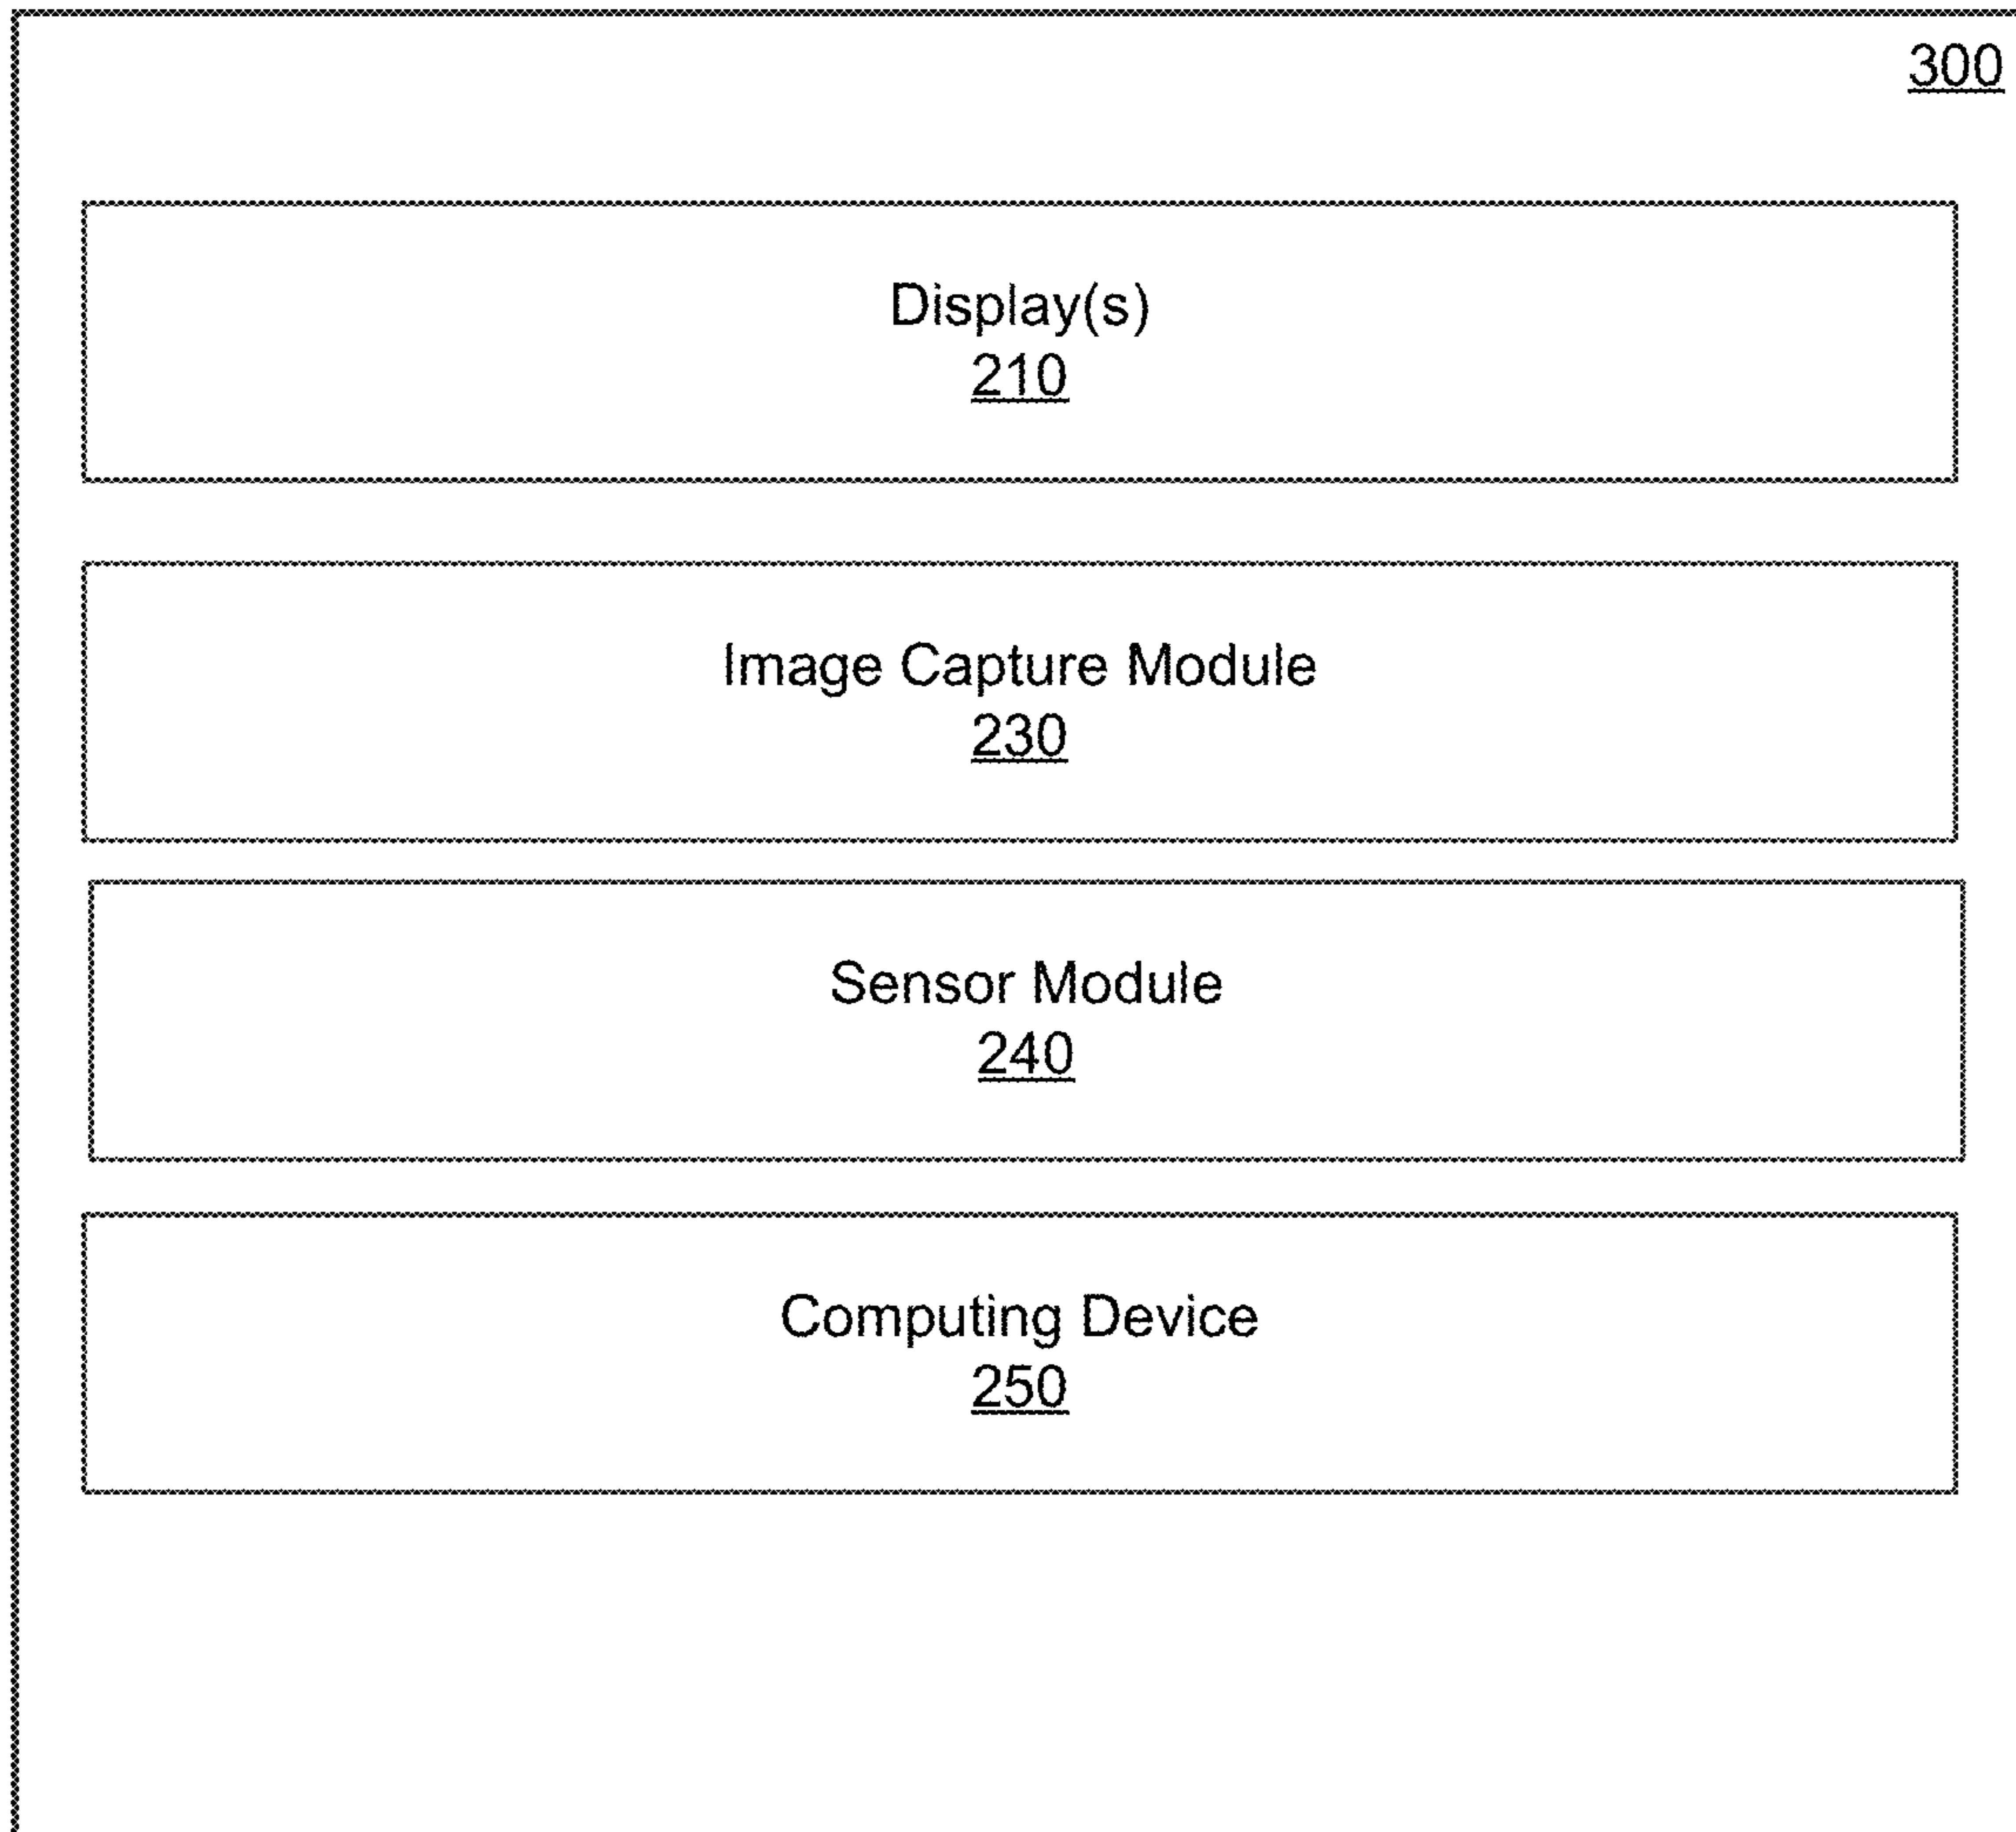 300
Display(s)
210
Image Capture Module
230
Sensor Module
240
Computing Device
250